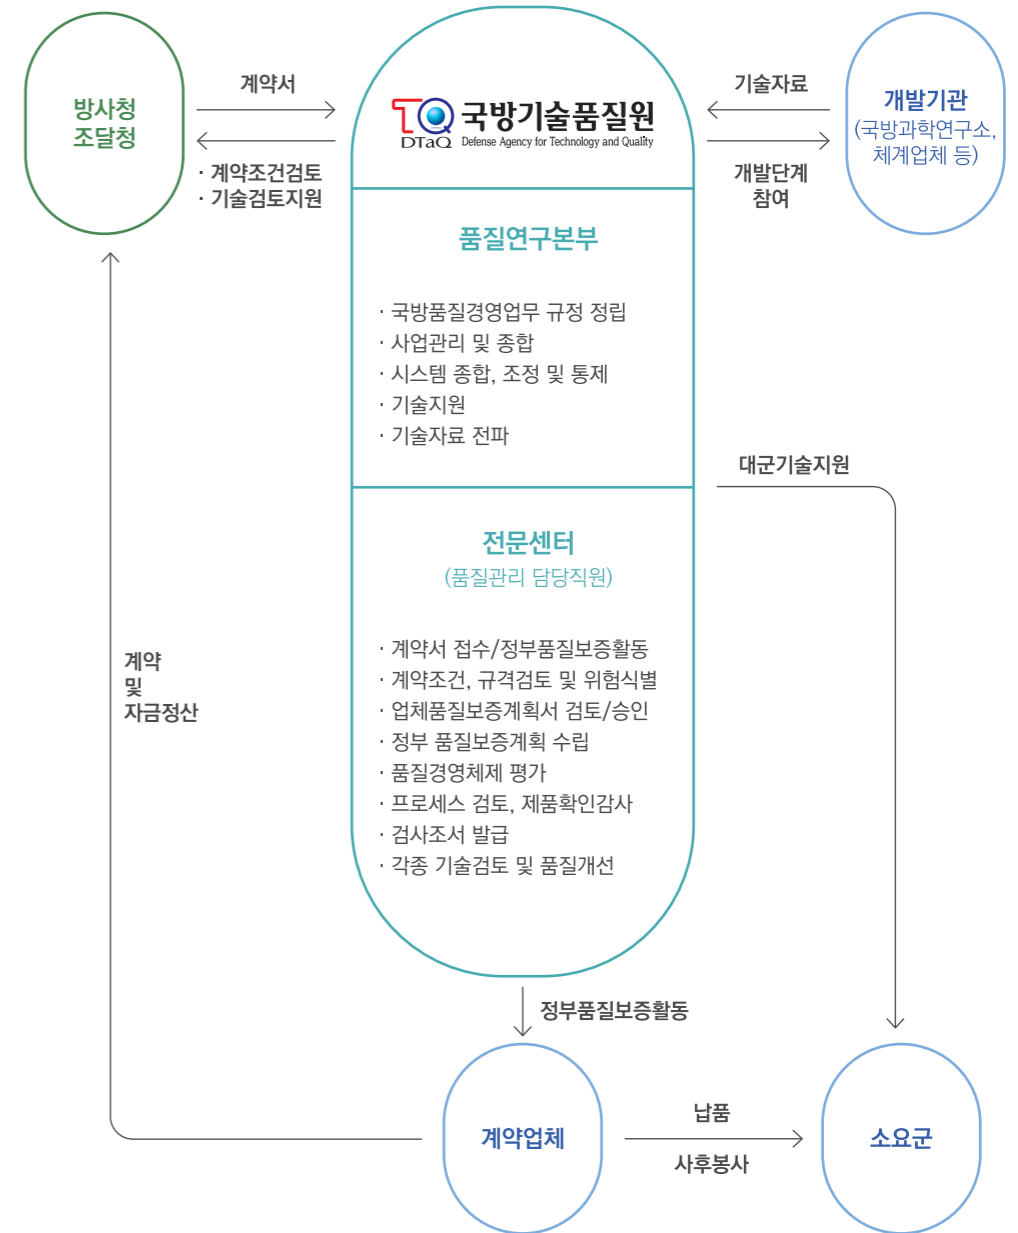 방사청
조달청
계약서
· 계약조건검토
· 기술검토지원
TQ
DTaQ
국방기술품질원
Defense Agency for Technology and Quality
기술자료
개발단계
참여
개발기관
(국방과학연구소,
체계업체 등)
품질연구본부
· 국방품질경영업무 규정 정립
· 사업관리 및 종합
· 시스템 종합, 조정 및 통제
· 기술지원
· 기술자료 전파
대군기술지원
전문센터
(품질관리 담당직원)
· 계약서 접수/정부품질보증활동
· 계약조건, 규격검토 및 위험식별
· 업체품질보증계획서 검토/승인
· 정부 품질보증계획 수립
· 품질경영체제 평가
· 프로세스 검토, 제품확인감사
· 검사조서 발급
· 각종 기술검토 및 품질개선
계약
및
자금정산
정부품질보증활동
계약업체
납품
사후봉사
소요군